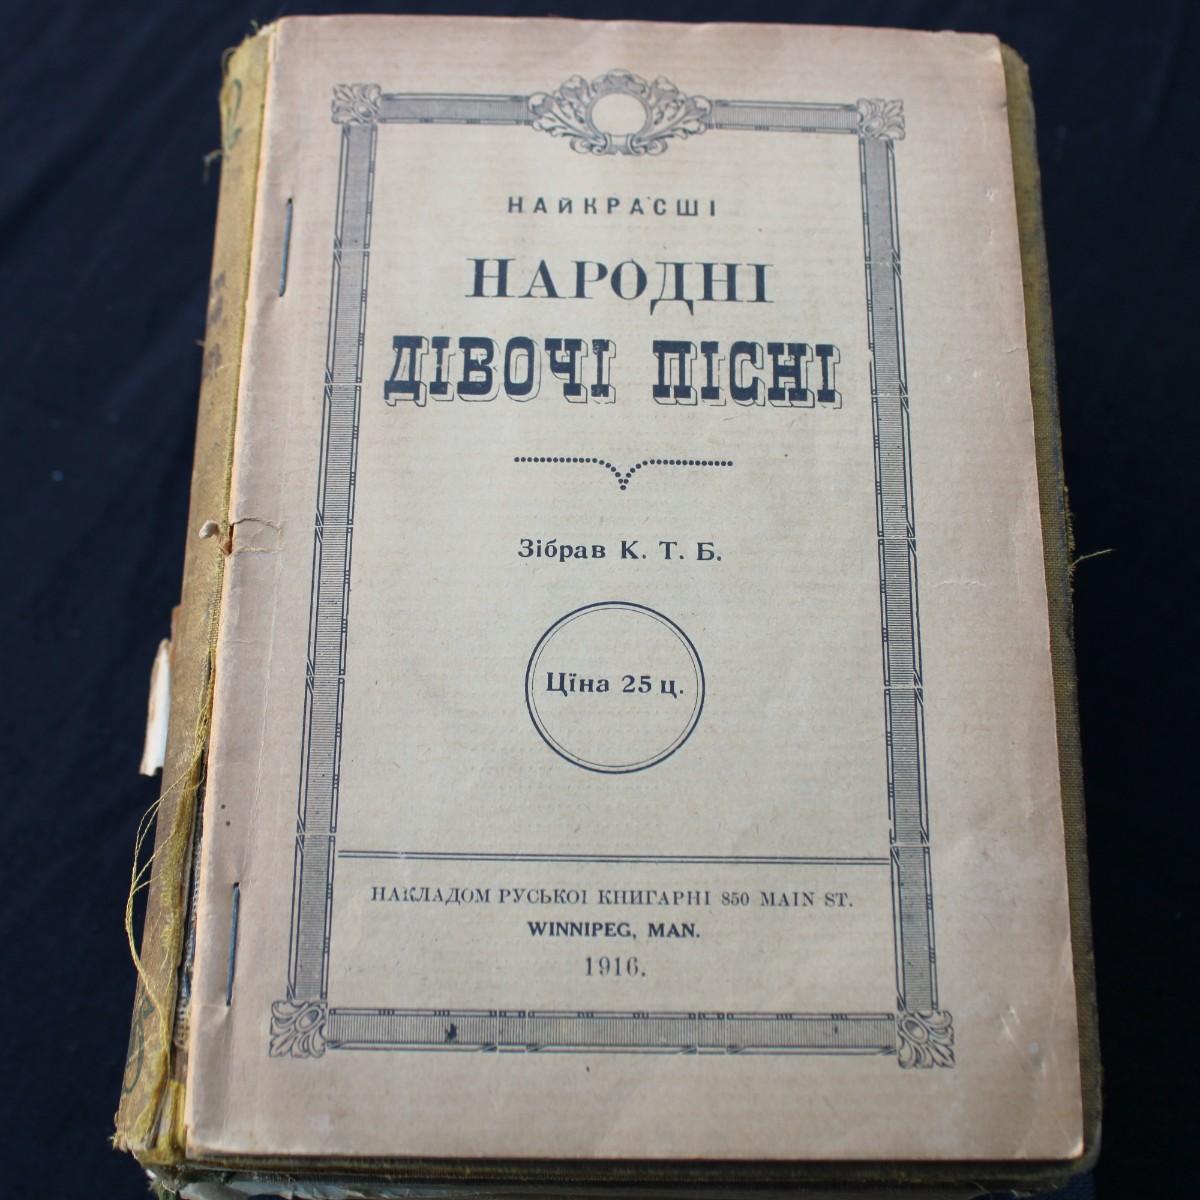 НАЙКРАСШІ
НАРОДНІ
ДІВОЧІ ПІСНІ
Зібрав К. Т. Б.
Ціна 25 ц.
НАКЛАДОМ РУСЬКОЇ КНИГАРНІ 850 MAIN ST.
WINNIPEG, MAN.
1916.